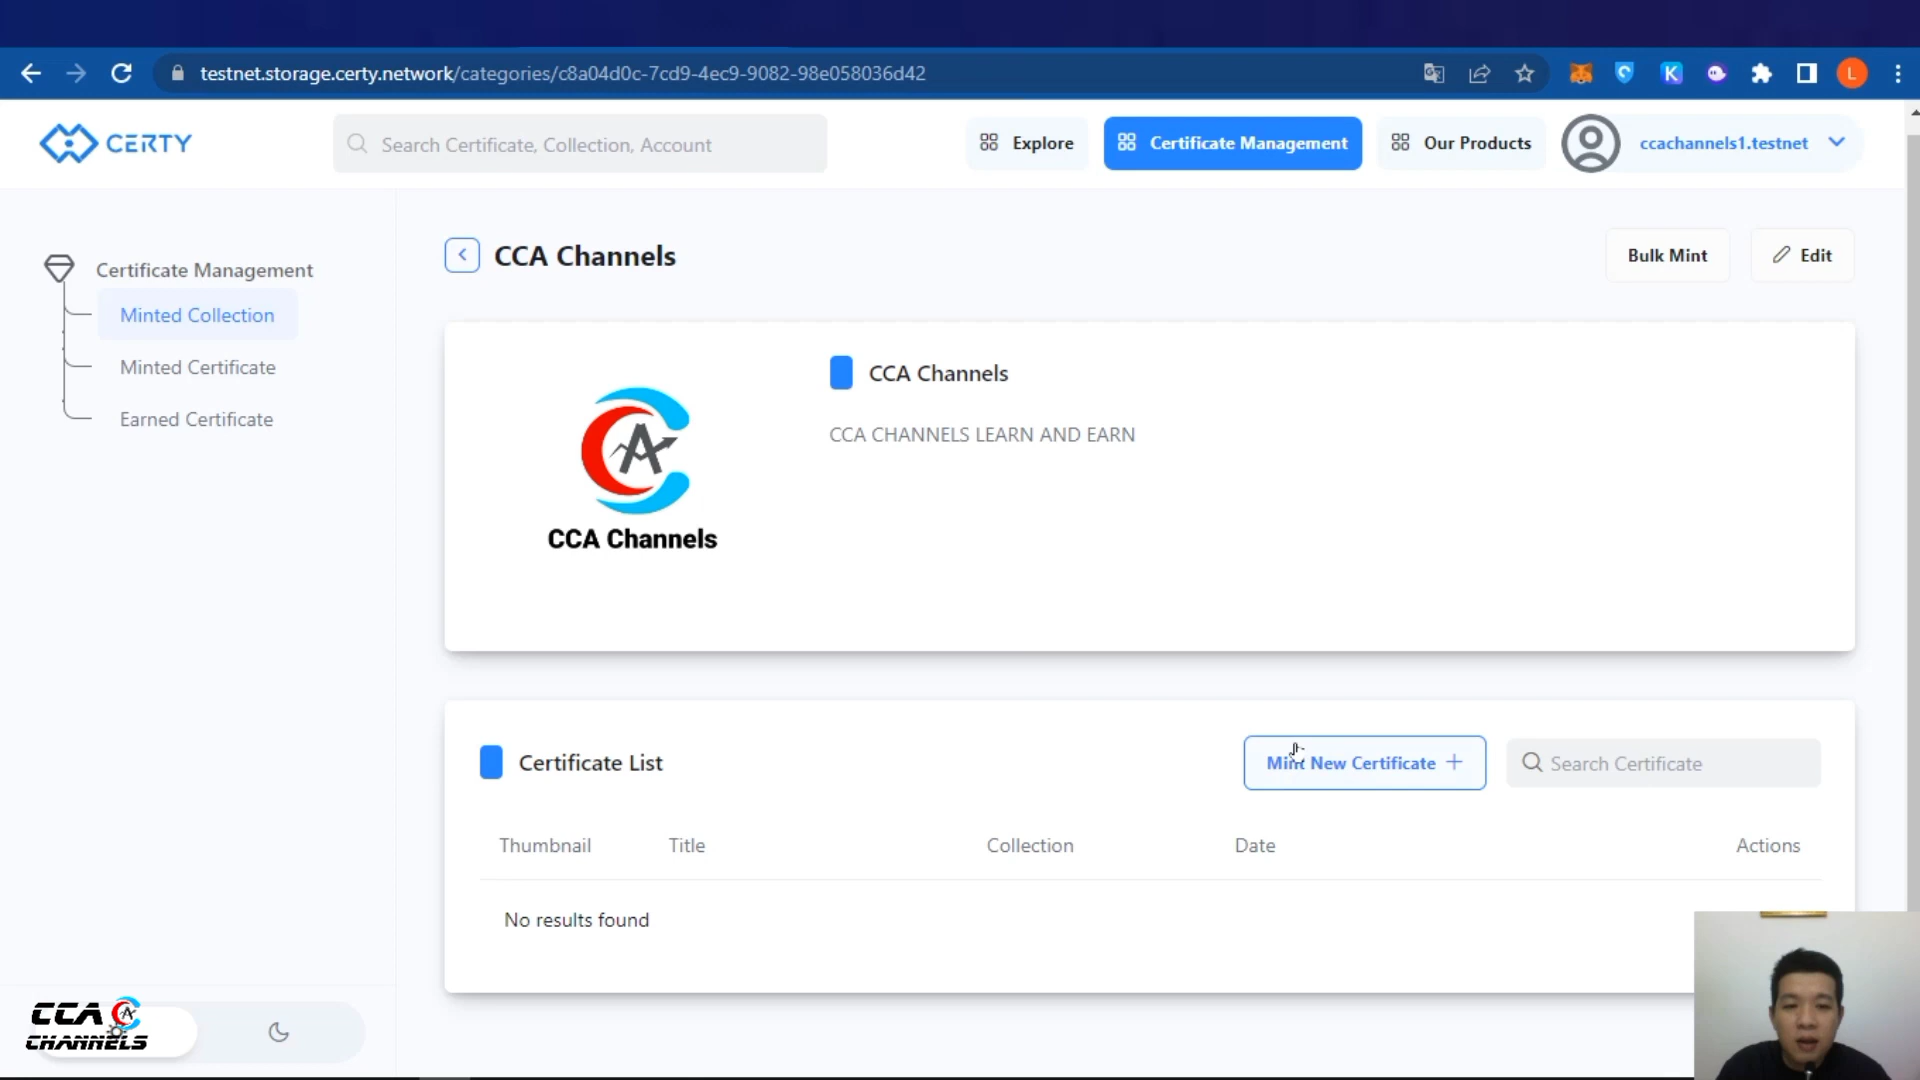 testnet.storage.certy.network/categories/c8a04d0c-7cd9-4ec9-9082-98e058036d42
K
L
CERTY
Search Certificate, Collection, Account
Explore
Certificate Management
Our Products
ccachannels1.testnet
Certificate Management
Minted Collection
Minted Certificate
Earned Certificate
CCA Channels
Bulk Mint
Edit
CCA Channels
CCA CHANNELS LEARN AND EARN
CCA Channels
Certificate List
Mint New Certificate +
Search Certificate
Thumbnail Title Collection Date Actions
No results found
CCA
CHANNELS